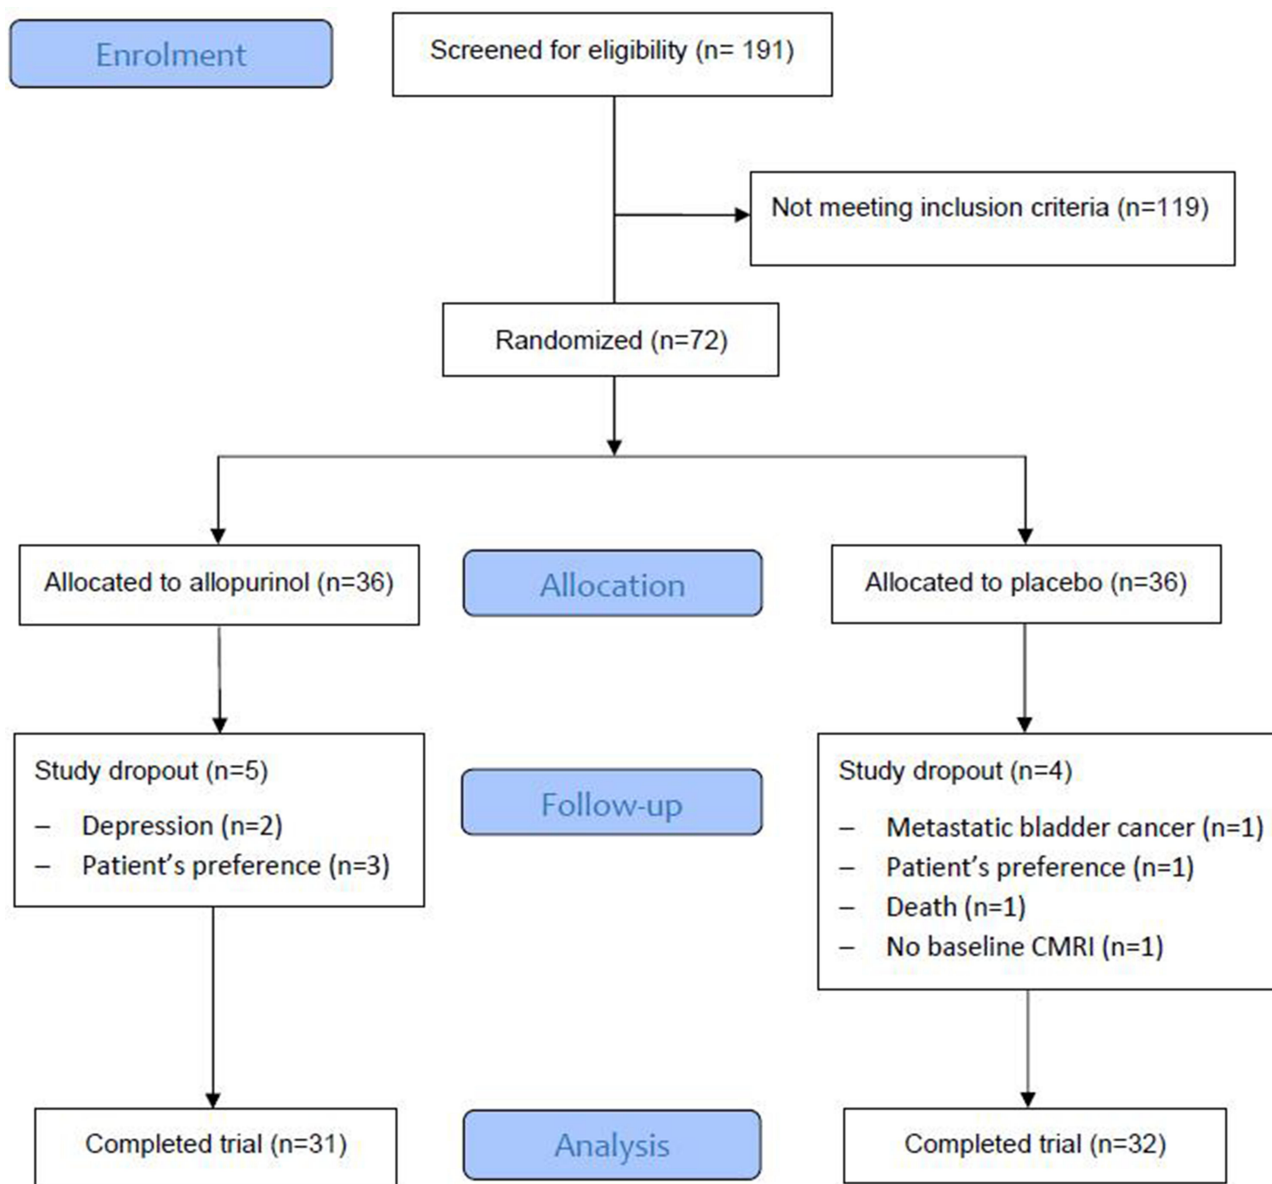 Enrolment
Screened for eligibility (n= 191)
Not meeting inclusion criteria (n=119)
Randomized (n=72)
Allocated to allopurinol (n=36)
Allocation
Allocated to placebo (n=36)
Study dropout (n=5)
– Depression (n=2)
– Patient’s preference (n=3)
Follow-up
Study dropout (n=4)
– Metastatic bladder cancer (n=1)
– Patient’s preference (n=1)
– Death (n=1)
– No baseline CMRI (n=1)
Completed trial (n=31)
Analysis
Completed trial (n=32)